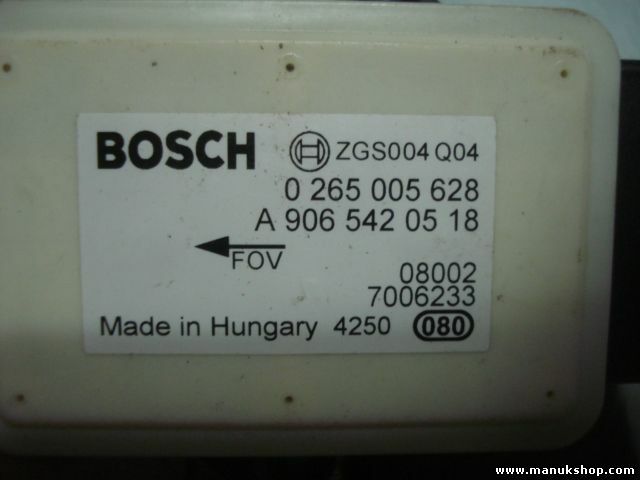 BOSCH ZGS004 Q04
0 265 005 628
A 906 542 05 18
FOV
08002
7006233
Made in Hungary 4250 080
www.manukshop.com